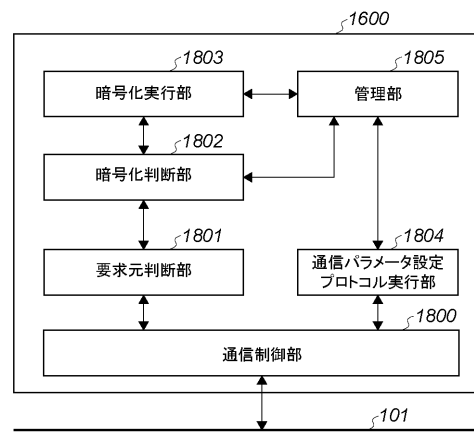 1600
1803
暗号化実行部
1805
管理部
1802
暗号化判断部
1801
要求元判断部
1804
通信パラメータ設定
プロトコル実行部
1800
通信制御部
101